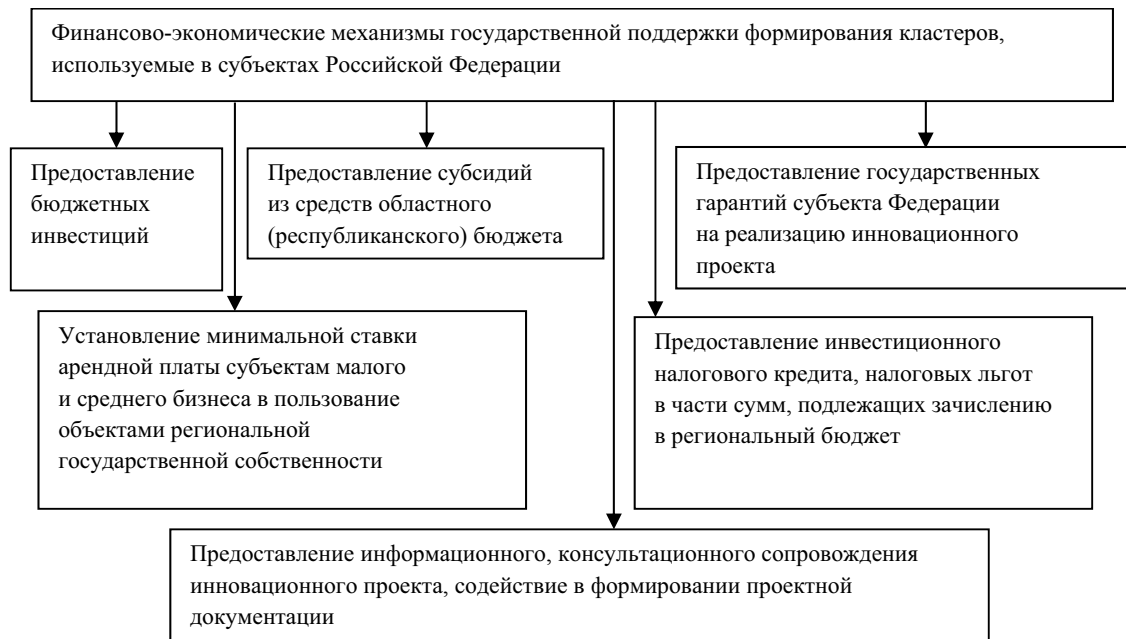 Финансово-экономические механизмы государственной поддержки формирования кластеров,
используемые в субъектах Российской Федерации
Предоставление
бюджетных
инвестиций
Предоставление субсидий
из средств областного
(республиканского) бюджета
Предоставление государственных
гарантий субъекта Федерации
на реализацию инновационного
проекта
Установление минимальной ставки
арендной платы субъектам малого
и среднего бизнеса в пользование
объектами региональной
государственной собственности
Предоставление инвестиционного
налогового кредита, налоговых льгот
в части сумм, подлежащих зачислению
в региональный бюджет
Предоставление информационного, консультационного сопровождения
инновационного проекта, содействие в формировании проектной
документации